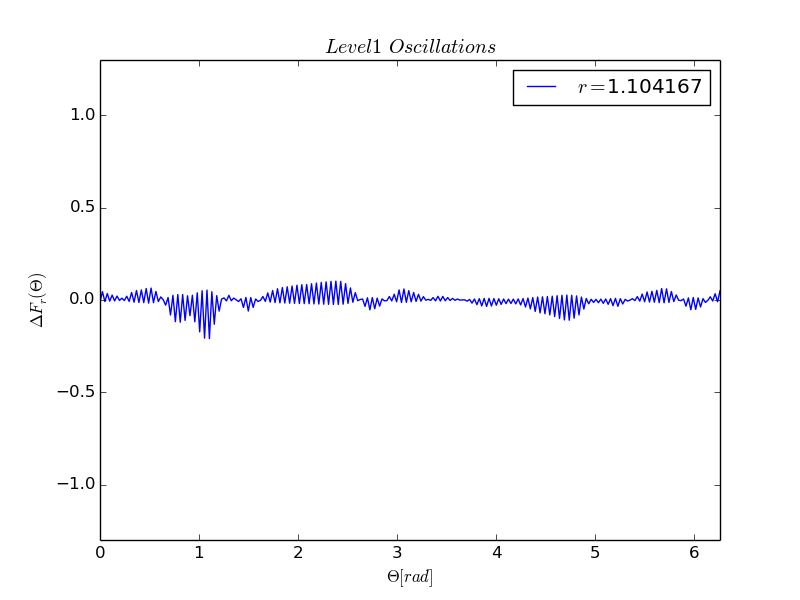 Level1 Oscillations
r=1.104167
1.0
0.5
0.0
−0.5
−1.0
ΔF_r(Θ)
0 1 2 3 4 5 6
Θ[rad]